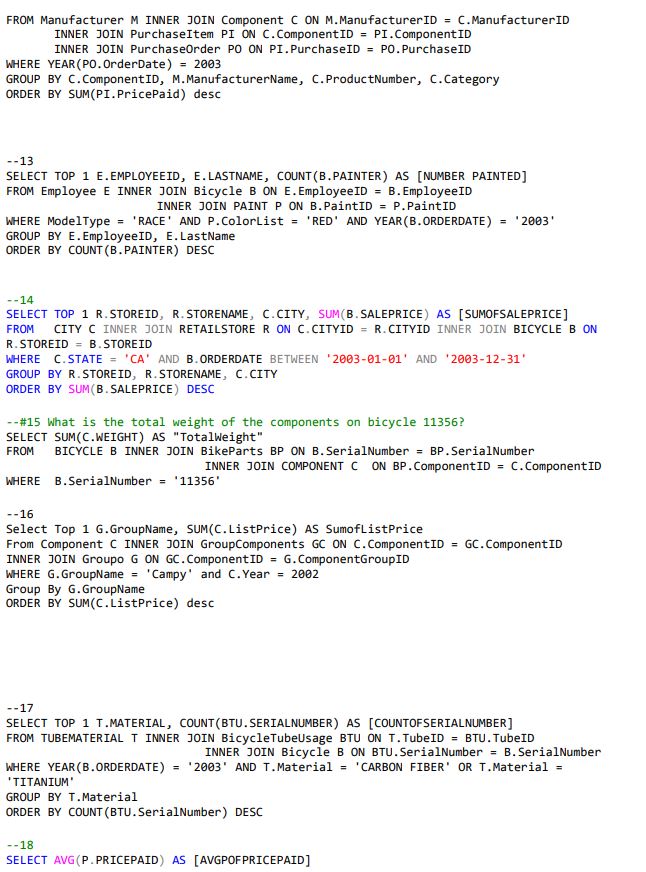 FROM Manufacturer M INNER JOIN Component C ON M.ManufacturerID = C.ManufacturerID
INNER JOIN PurchaseItem PI ON C.ComponentID = PI.ComponentID
INNER JOIN PurchaseOrder PO ON PI.PurchaseID = PO.PurchaseID
WHERE YEAR(PO.OrderDate) = 2003
GROUP BY C.ComponentID, M.ManufacturerName, C.ProductNumber, C.Category
ORDER BY SUM(PI.PricePaid) desc
--13
SELECT TOP 1 E.EMPLOYEEID, E.LASTNAME, COUNT(B.PAINTER) AS [NUMBER PAINTED]
FROM Employee E INNER JOIN Bicycle B ON E.EmployeeID = B.EmployeeID
INNER JOIN PAINT P ON B.PaintID = P.PaintID
WHERE ModelType = 'RACE' AND P.ColorList = 'RED' AND YEAR(B.ORDERDATE) = '2003'
GROUP BY E.EmployeeID, E.LastName
ORDER BY COUNT(B.PAINTER) DESC
--14
SELECT TOP 1 R.STOREID, R.STORENAME, C.CITY, SUM(B.SALEPRICE) AS [SUMOFSALEPRICE]
FROM CITY C INNER JOIN RETAILSTORE R ON C.CITYID = R.CITYID INNER JOIN BICYCLE B ON
R.STOREID = B.STOREID
WHERE C.STATE = 'CA' AND B.ORDERDATE BETWEEN '2003-01-01' AND '2003-12-31'
GROUP BY R.STOREID, R.STORENAME, C.CITY
ORDER BY SUM(B.SALEPRICE) DESC
--#15 What is the total weight of the components on bicycle 11356?
SELECT SUM(C.WEIGHT) AS "TotalWeight"
FROM BICYCLE B INNER JOIN BikeParts BP ON B.SerialNumber = BP.SerialNumber
INNER JOIN COMPONENT C ON BP.ComponentID = C.ComponentID
WHERE B.SerialNumber = '11356'
--16
Select Top 1 G.GroupName, SUM(C.ListPrice) AS SumofListPrice
From Component C INNER JOIN GroupComponents GC ON C.ComponentID = GC.ComponentID
INNER JOIN Groupo G ON GC.ComponentID = G.ComponentGroupID
WHERE G.GroupName = 'Campy' and C.Year = 2002
Group By G.GroupName
ORDER BY SUM(C.ListPrice) desc
--17
SELECT TOP 1 T.MATERIAL, COUNT(BTU.SERIALNUMBER) AS [COUNTOFSERIALNUMBER]
FROM TUBEMATERIAL T INNER JOIN BicycleTubeUsage BTU ON T.TubeID = BTU.TubeID
INNER JOIN Bicycle B ON BTU.SerialNumber = B.SerialNumber
WHERE YEAR(B.ORDERDATE) = '2003' AND T.Material = 'CARBON FIBER' OR T.Material =
'TITANIUM'
GROUP BY T.Material
ORDER BY COUNT(BTU.SerialNumber) DESC
--18
SELECT AVG(P.PRICEPAID) AS [AVGPOFPRICEPAID]